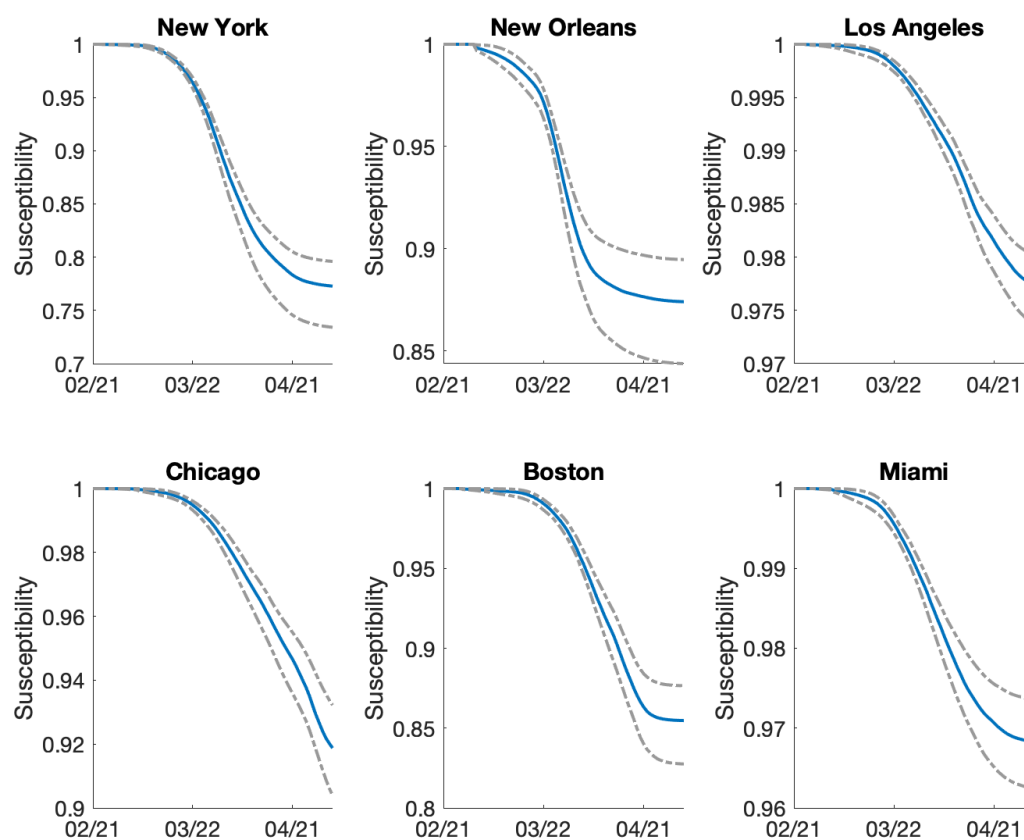 New York
1
0.95
0.9
0.85
0.8
0.75
0.7
Susceptibility
02/21 03/22 04/21
New Orleans
1
0.95
0.9
0.85
Susceptibility
02/21 03/22 04/21
Los Angeles
1
0.995
0.99
0.985
0.98
0.975
0.97
Susceptibility
02/21 03/22 04/21
Chicago
1
0.98
0.96
0.94
0.92
0.9
Susceptibility
02/21 03/22 04/21
Boston
1
0.95
0.9
0.85
0.8
Susceptibility
02/21 03/22 04/21
Miami
1
0.99
0.98
0.97
0.96
Susceptibility
02/21 03/22 04/21